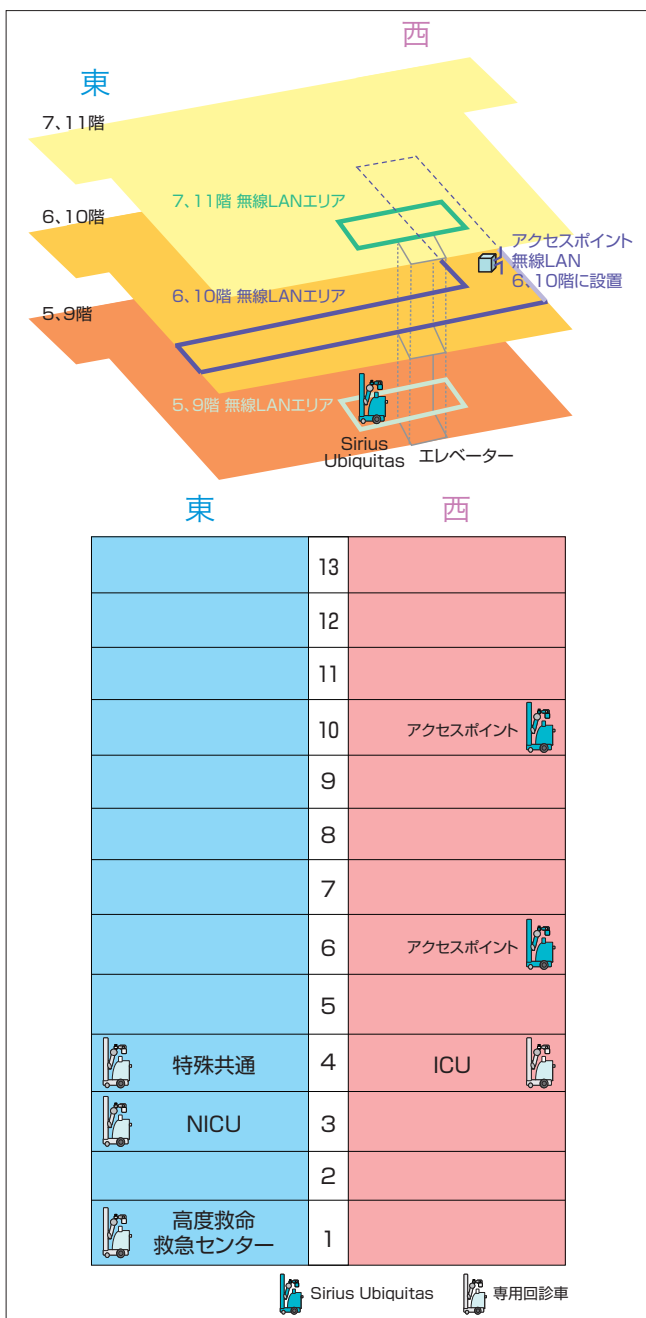 西
東
7、11階
7、11階 無線LANエリア
6、10階
アクセスポイント
無線LAN
6、10階に設置
6、10階 無線LANエリア
5、9階
5、9階 無線LANエリア
Sirius
Ubiquitas
エレベーター
東
西
13
12
11
10
アクセスポイント
9
8
7
6
アクセスポイント
5
特殊共通
4
ICU
NICU
3
2
高度救命
救急センター
1
Sirius Ubiquitas
専用回診車